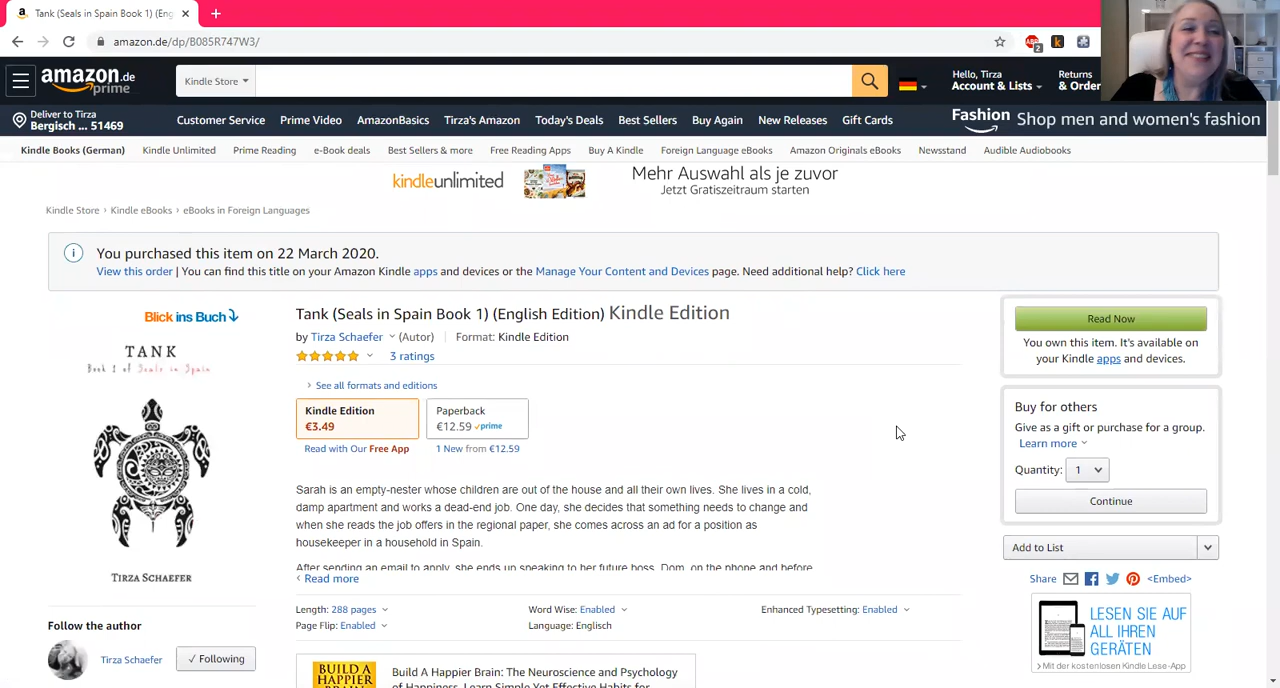 Tank (Seals in Spain Book 1) (Eng
amazon.de/dp/B085R747W3/
ABP
2
k
amazon.de
prime
Kindle Store
Hello, Tirza
Account & Lists
Returns
& Order
Deliver to Tirza
Bergisch ... 51469
Customer Service
Prime Video
AmazonBasics
Tirza's Amazon
Today's Deals
Best Sellers
Buy Again
New Releases
Gift Cards
Fashion
Shop men and women's fashion
Kindle Books (German)
Kindle Unlimited
Prime Reading
e-Book deals
Best Sellers & more
Free Reading Apps
Buy A Kindle
Foreign Language eBooks
Amazon Originals eBooks
Newsstand
Audible Audiobooks
kindleunlimited
Mehr Auswahl als je zuvor
Jetzt Gratiszeitraum starten
Kindle Store › Kindle eBooks › eBooks in Foreign Languages
You purchased this item on 22 March 2020.
View this order | You can find this title on your Amazon Kindle apps and devices or the Manage Your Content and Devices page. Need additional help? Click here
Blick ins Buch
TANK
Book 1 of Seals in Spain
TIRZA SCHAEFER
Follow the author
Tirza Schaefer
✓ Following
Tank (Seals in Spain Book 1) (English Edition) Kindle Edition
by Tirza Schaefer (Autor) | Format: Kindle Edition
3 ratings
› See all formats and editions
Kindle Edition
€3.49
Paperback
€12.59 prime
Read with Our Free App
1 New from €12.59
Sarah is an empty-nester whose children are out of the house and all their own lives. She lives in a cold,
damp apartment and works a dead-end job. One day, she decides that something needs to change and
when she reads the job offers in the regional paper, she comes across an ad for a position as
housekeeper in a household in Spain.
After sending an email to apply, she ends up speaking to her future boss, Dom, on the phone and before
‹ Read more
Length: 288 pages
Word Wise: Enabled
Enhanced Typesetting: Enabled
Page Flip: Enabled
Language: Englisch
BUILD A
HAPPIER
BRAIN
Build A Happier Brain: The Neuroscience and Psychology
of Happiness. Learn Simple Yet Effective Habits for
Read Now
You own this item. It's available on
your Kindle apps and devices.
Buy for others
Give as a gift or purchase for a group.
Learn more
Quantity: 1
Continue
Add to List
Share
<Embed>
LESEN SIE AUF
ALL IHREN
GERÄTEN
› Mit der kostenlosen Kindle Lese-App